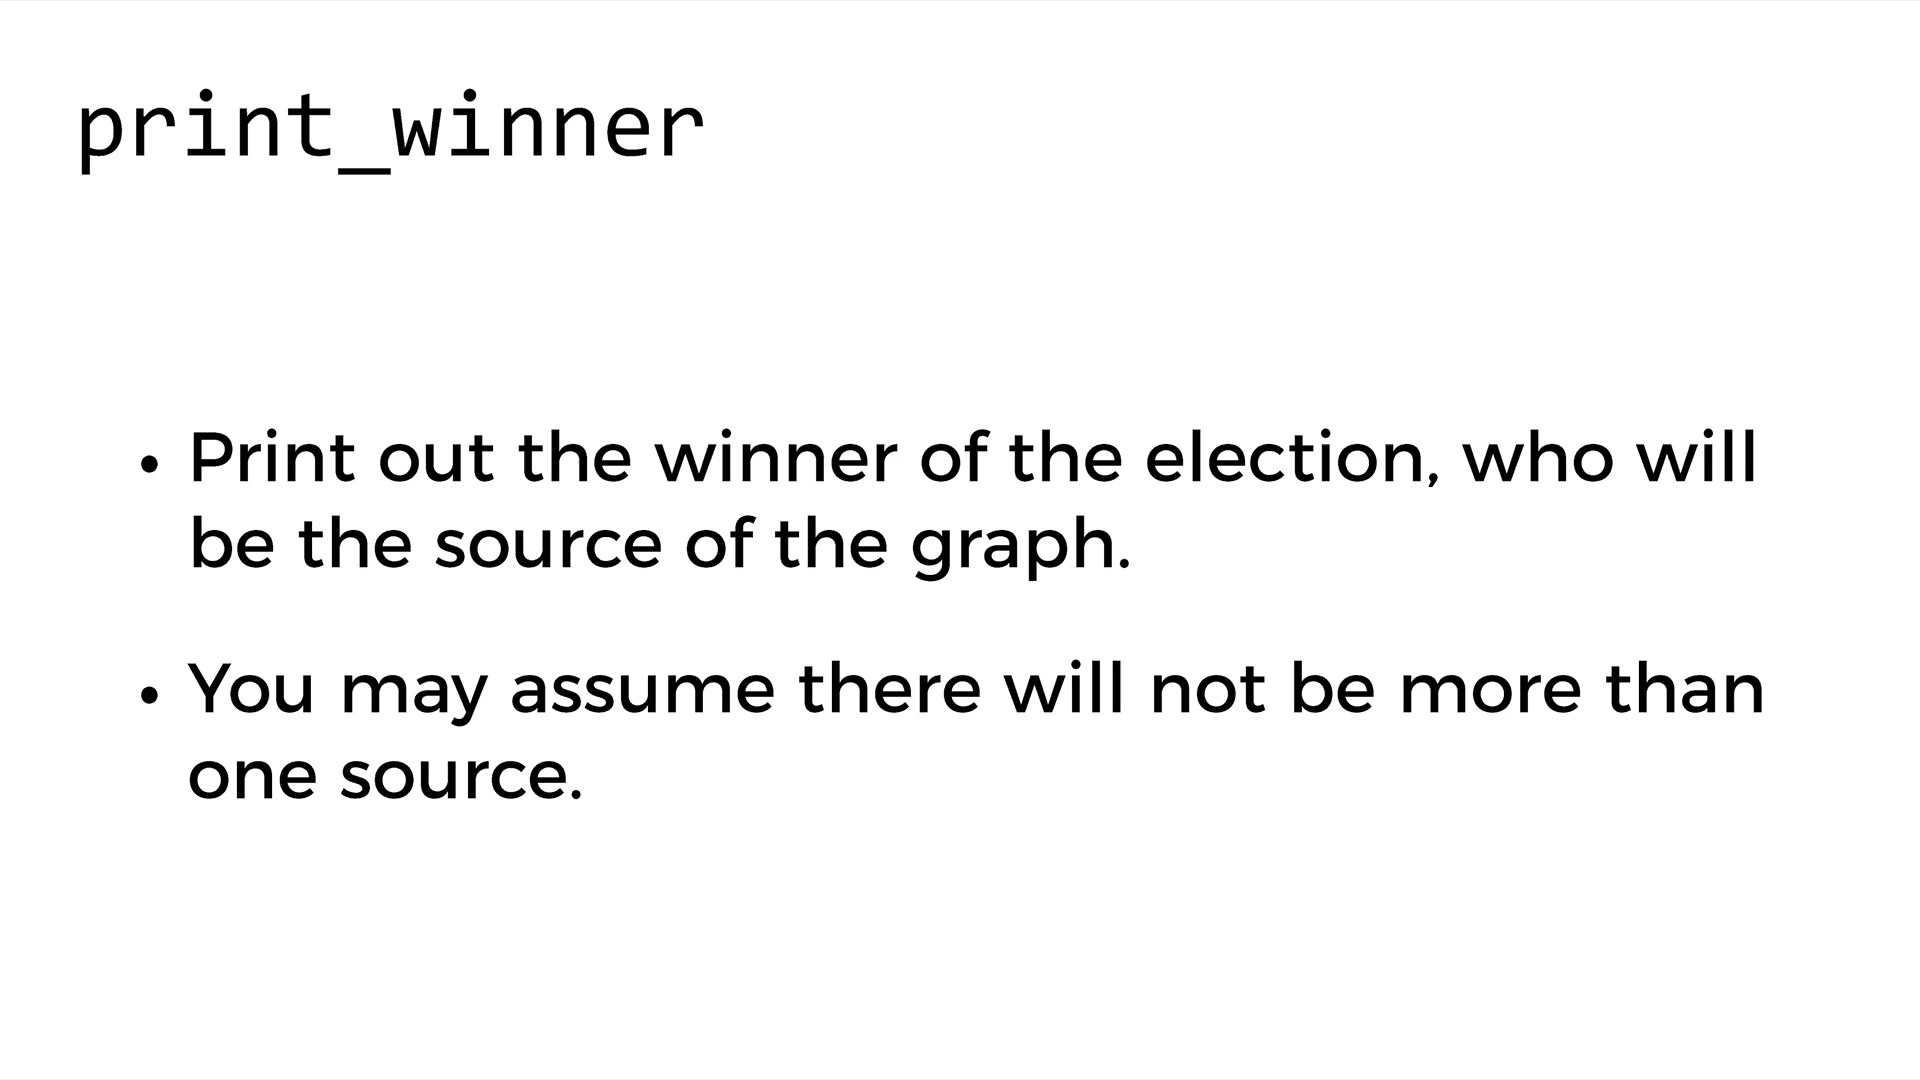 print_winner
• Print out the winner of the election, who will
be the source of the graph.
• You may assume there will not be more than
one source.